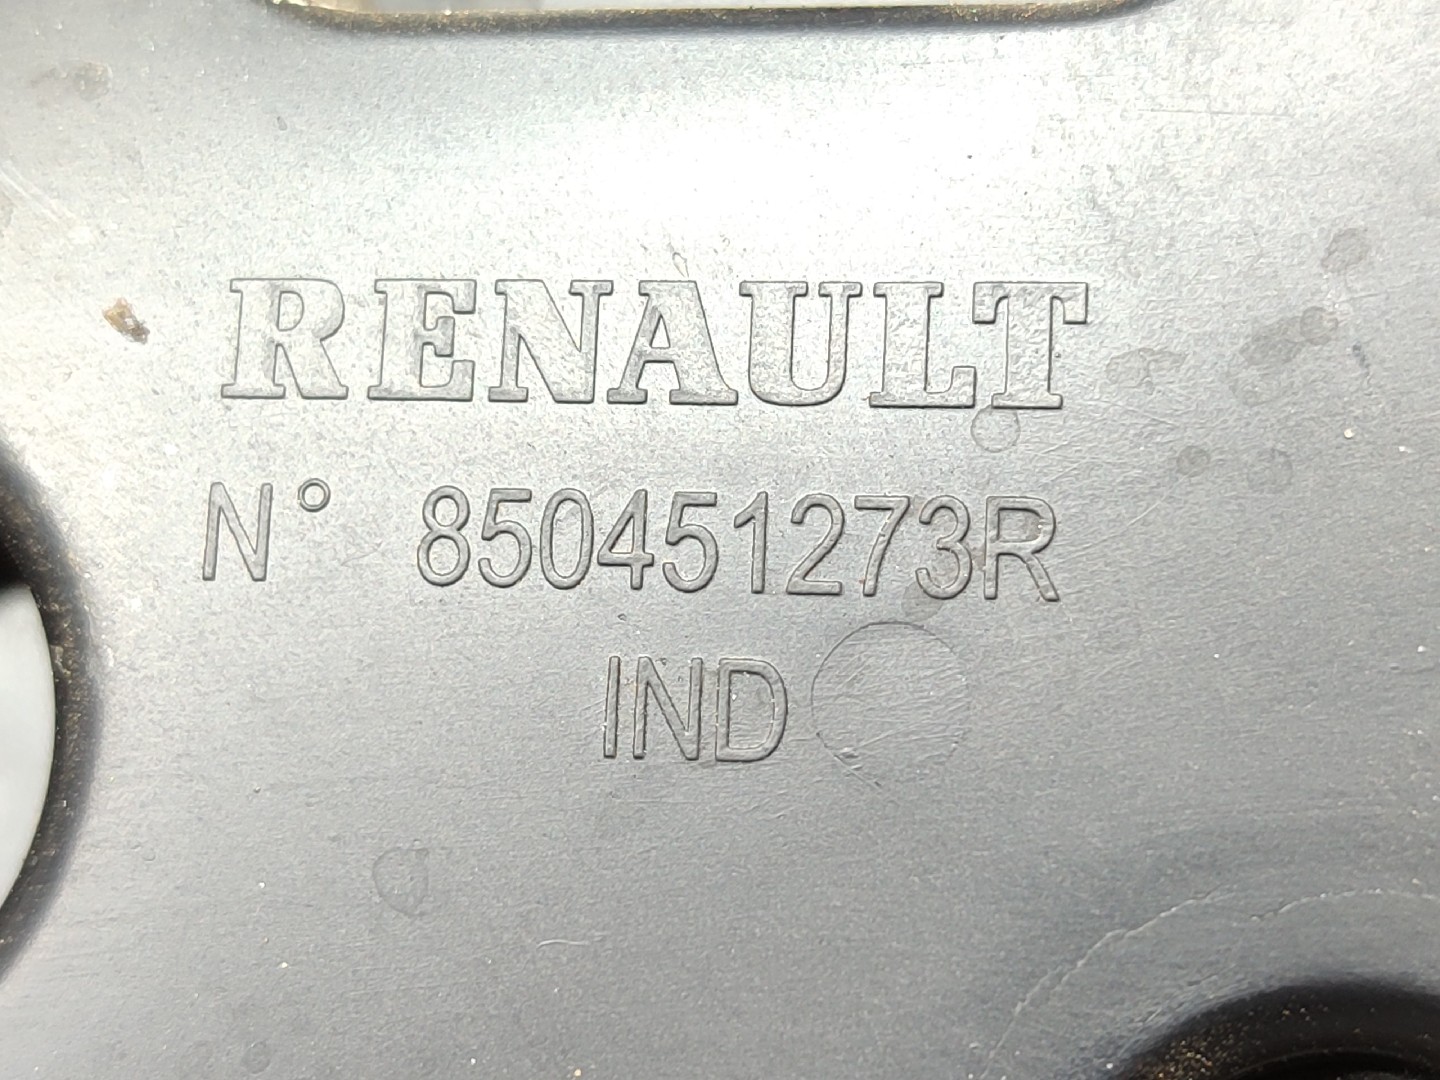 RENAULT
N° 850451273R
IND